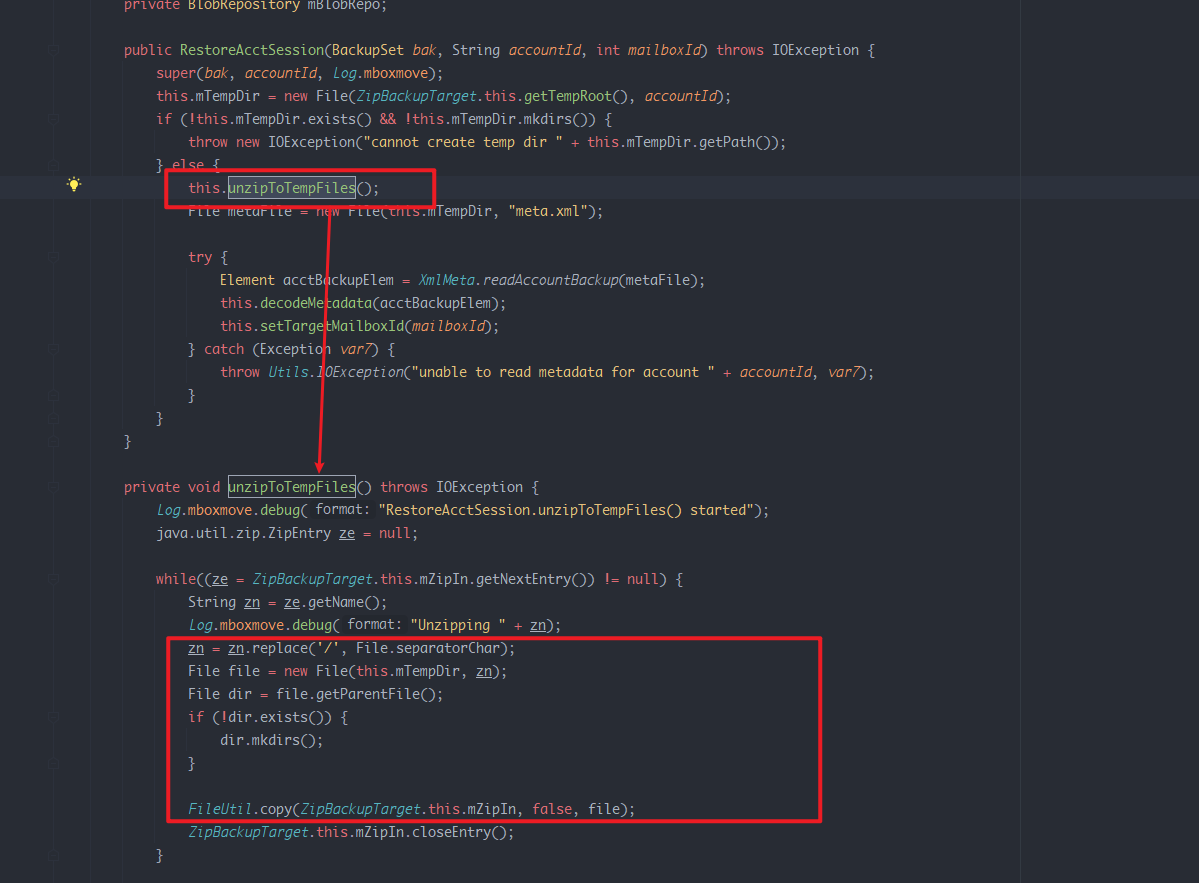 private BlobRepository mBlobRepo;
public RestoreAcctSession(BackupSet bak, String accountId, int mailboxId) throws IOException {
super(bak, accountId, Log.mboxmove);
this.mTempDir = new File(ZipBackupTarget.this.getTempRoot(), accountId);
if (!this.mTempDir.exists() && !this.mTempDir.mkdirs()) {
throw new IOException("cannot create temp dir " + this.mTempDir.getPath());
} else {
this.unzipToTempFiles();
File metaFile = new File(this.mTempDir, "meta.xml");
try {
Element acctBackupElem = XmlMeta.readAccountBackup(metaFile);
this.decodeMetadata(acctBackupElem);
this.setTargetMailboxId(mailboxId);
} catch (Exception var7) {
throw Utils.IOException("unable to read metadata for account " + accountId, var7);
}
}
}
private void unzipToTempFiles() throws IOException {
Log.mboxmove.debug( format: "RestoreAcctSession.unzipToTempFiles() started");
java.util.zip.ZipEntry ze = null;
while((ze = ZipBackupTarget.this.mZipIn.getNextEntry()) != null) {
String zn = ze.getName();
Log.mboxmove.debug( format: "Unzipping " + zn);
zn = zn.replace('/', File.separatorChar);
File file = new File(this.mTempDir, zn);
File dir = file.getParentFile();
if (!dir.exists()) {
dir.mkdirs();
}
FileUtil.copy(ZipBackupTarget.this.mZipIn, false, file);
ZipBackupTarget.this.mZipIn.closeEntry();
}